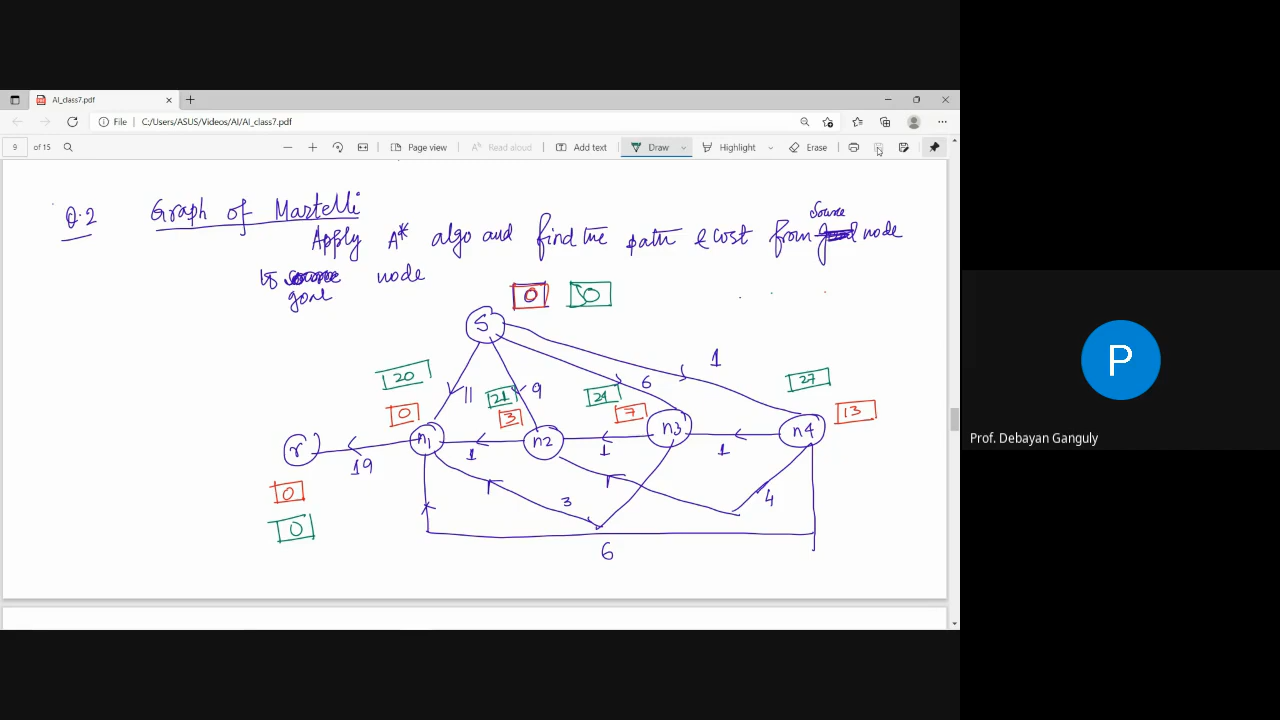 AI_class7.pdf
File C:/Users/ASUS/Videos/AI/AI_class7.pdf
9 of 15 Page view Read aloud Add text Draw Highlight Erase
Q.2 Graph of Martelli
Apply A* algo and find the path & cost from source node
to goal node
0 0
S
1
20 11 9 21 6 24 27
0 3 7 13
r n1 n2 n3 n4
19 1 1 1
0 3 4
0
6
Prof. Debayan Ganguly
P